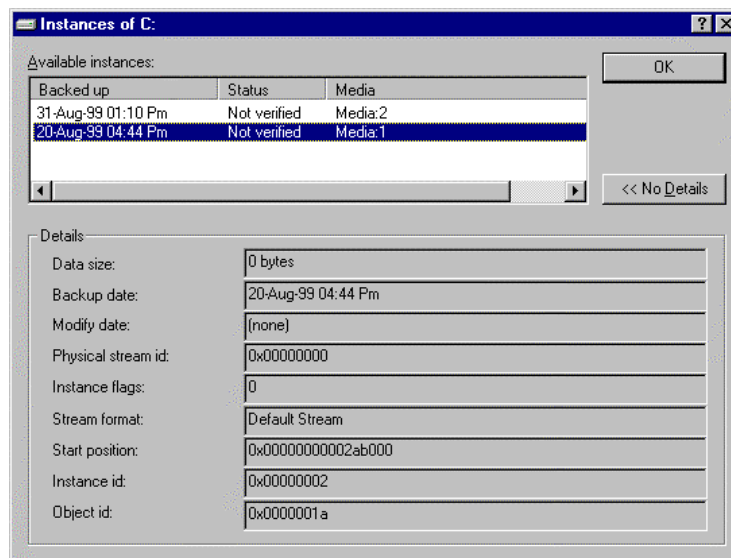 Instances of C:
Available instances:
OK
Backed up Status Media
31-Aug-99 01:10 Pm Not verified Media:2
20-Aug-99 04:44 Pm Not verified Media:1
<< No Details
Details
Data size: 0 bytes
Backup date: 20-Aug-99 04:44 Pm
Modify date: (none)
Physical stream id: 0x00000000
Instance flags: 0
Stream format: Default Stream
Start position: 0x00000000002ab000
Instance id: 0x00000002
Object id: 0x0000001a